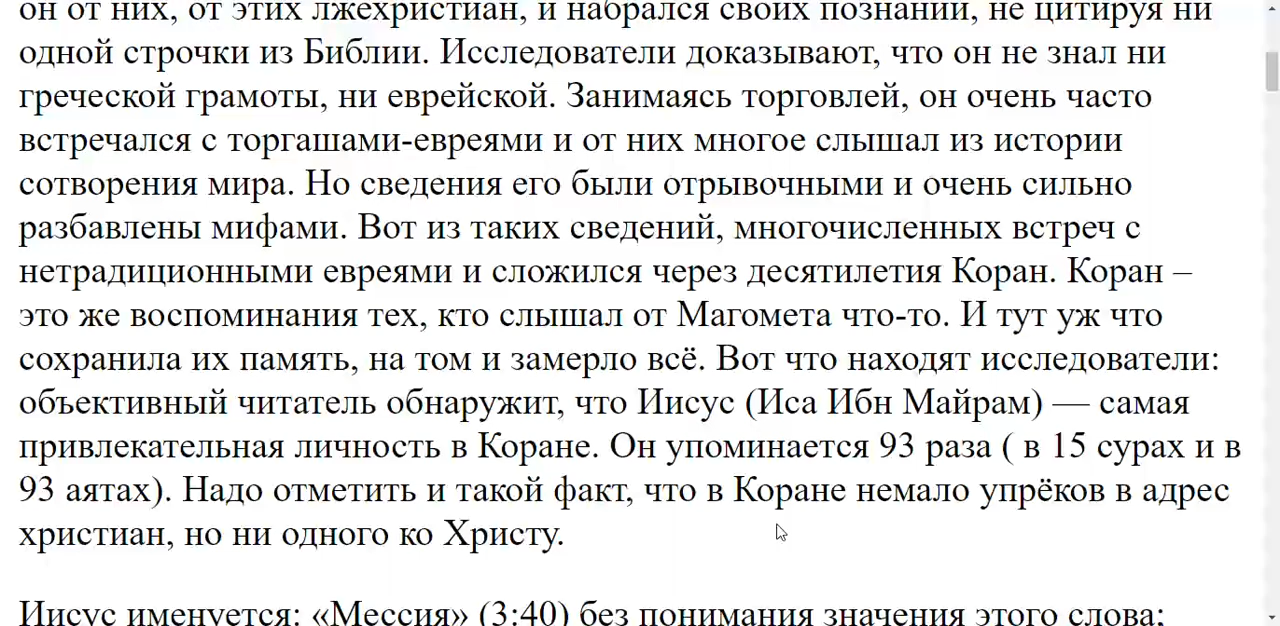 он от них, от этих лжехристиан, и набрался своих познаний, не цитируя ни
одной строчки из Библии. Исследователи доказывают, что он не знал ни
греческой грамоты, ни еврейской. Занимаясь торговлей, он очень часто
встречался с торгашами-евреями и от них многое слышал из истории
сотворения мира. Но сведения его были отрывочными и очень сильно
разбавлены мифами. Вот из таких сведений, многочисленных встреч с
нетрадиционными евреями и сложился через десятилетия Коран. Коран –
это же воспоминания тех, кто слышал от Магомета что-то. И тут уж что
сохранила их память, на том и замерло всё. Вот что находят исследователи:
объективный читатель обнаружит, что Иисус (Иса Ибн Майрам) — самая
привлекательная личность в Коране. Он упоминается 93 раза ( в 15 сурах и в
93 аятах). Надо отметить и такой факт, что в Коране немало упрёков в адрес
христиан, но ни одного ко Христу.
Иисус именуется: «Мессия» (3:40) без понимания значения этого слова;